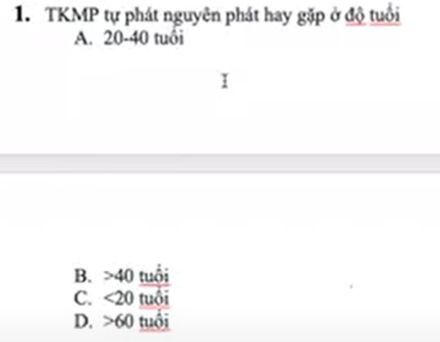 1. TKMP tự phát nguyên phát hay gặp ở độ tuổi
A. 20-40 tuổi
B. >40 tuổi
C. <20 tuổi
D. >60 tuổi